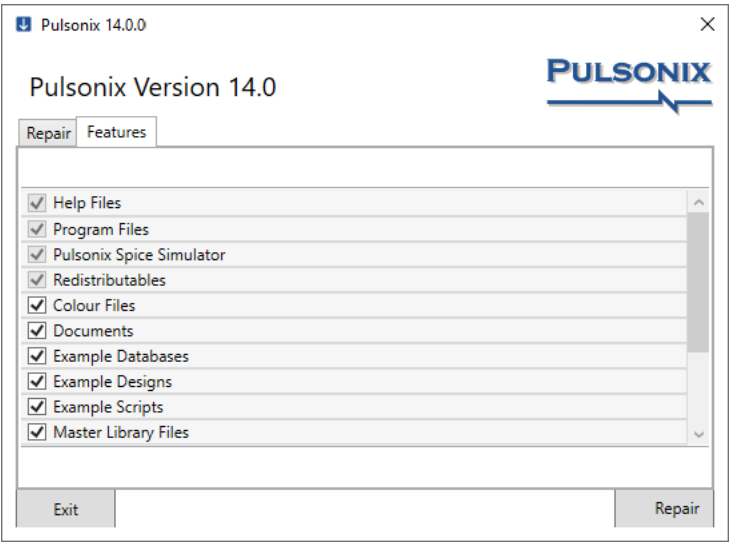 Pulsonix 14.0.0
Pulsonix Version 14.0
PULSONIX
Repair
Features
Help Files
Program Files
Pulsonix Spice Simulator
Redistributables
Colour Files
Documents
Example Databases
Example Designs
Example Scripts
Master Library Files
Exit
Repair